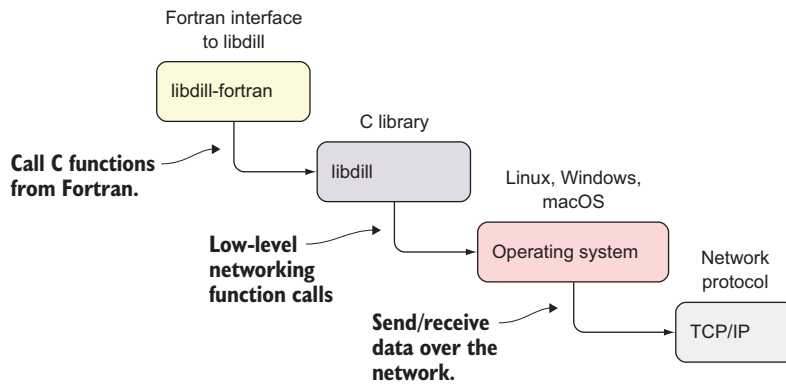 Fortran interface
to libdill
libdill-fortran
Call C functions
from Fortran.
C library
libdill
Low-level
networking
function calls
Linux, Windows,
macOS
Operating system
Send/receive
data over the
network.
Network
protocol
TCP/IP